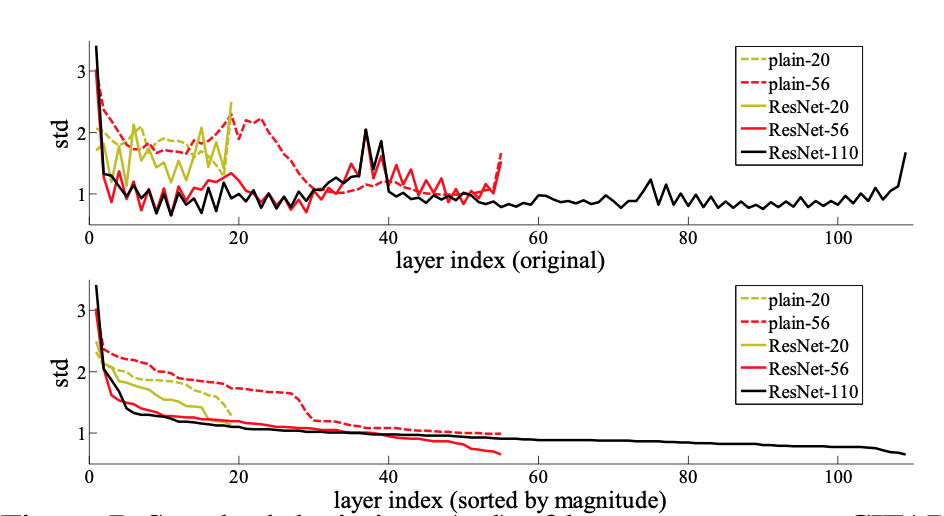 3
2
1
std
plain-20
plain-56
ResNet-20
ResNet-56
ResNet-110
0 20 40 60 80 100
layer index (original)
3
2
1
std
plain-20
plain-56
ResNet-20
ResNet-56
ResNet-110
0 20 40 60 80 100
layer index (sorted by magnitude)